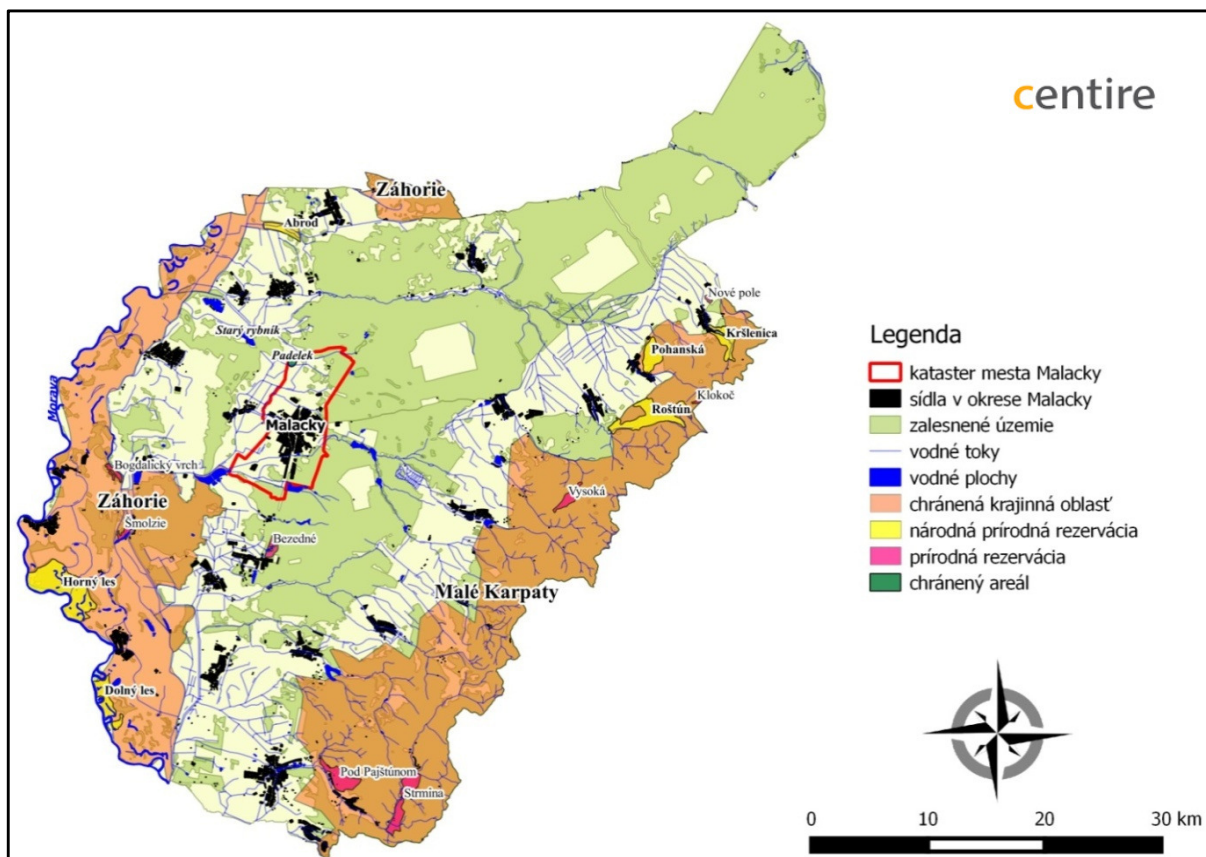 centire
Záhorie
Abrod
Nové pole
Starý rybník
Kršlenica
Padelek
Pohanská
Klokoč
Morava
Roštún
Malacky
Bogdalický vrch
Vysoká
Záhorie
Šmolzie
Bezedné
Horný les
Malé Karpaty
Dolný les
Pod Pajštúnom
Strmina
Legenda
kataster mesta Malacky
sídla v okrese Malacky
zalesnené územie
vodné toky
vodné plochy
chránená krajinná oblasť
národná prírodná rezervácia
prírodná rezervácia
chránený areál
0 10 20 30 km